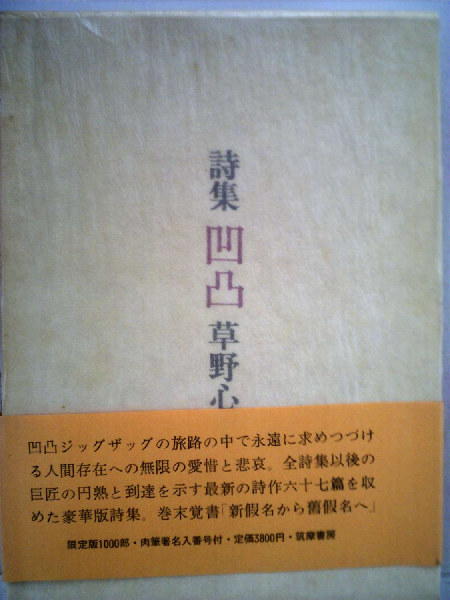 詩集 凹凸 草野心
凹凸ジッグザッグの旅路の中で永遠に求めつづけ
る人間存在への無限の愛惜と悲哀。全詩集以後の
巨匠の円熟と到達を示す最新の詩作六十七篇を収
めた豪華版詩集。巻末覚書「新假名から舊假名へ」
限定版1000部・肉筆署名入番号付・定価3800円・筑摩書房